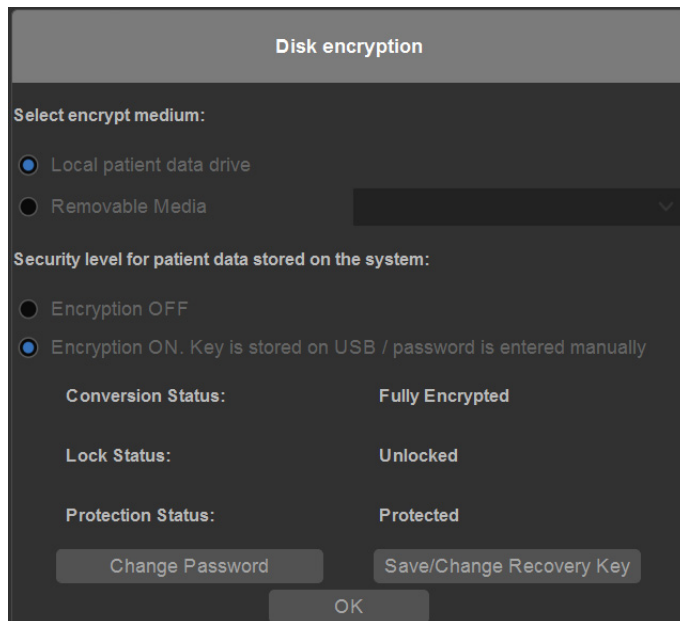 Disk encryption
Select encrypt medium:
Local patient data drive
Removable Media
Security level for patient data stored on the system:
Encryption OFF
Encryption ON. Key is stored on USB / password is entered manually
Conversion Status: Fully Encrypted
Lock Status: Unlocked
Protection Status: Protected
Change Password Save/Change Recovery Key
OK